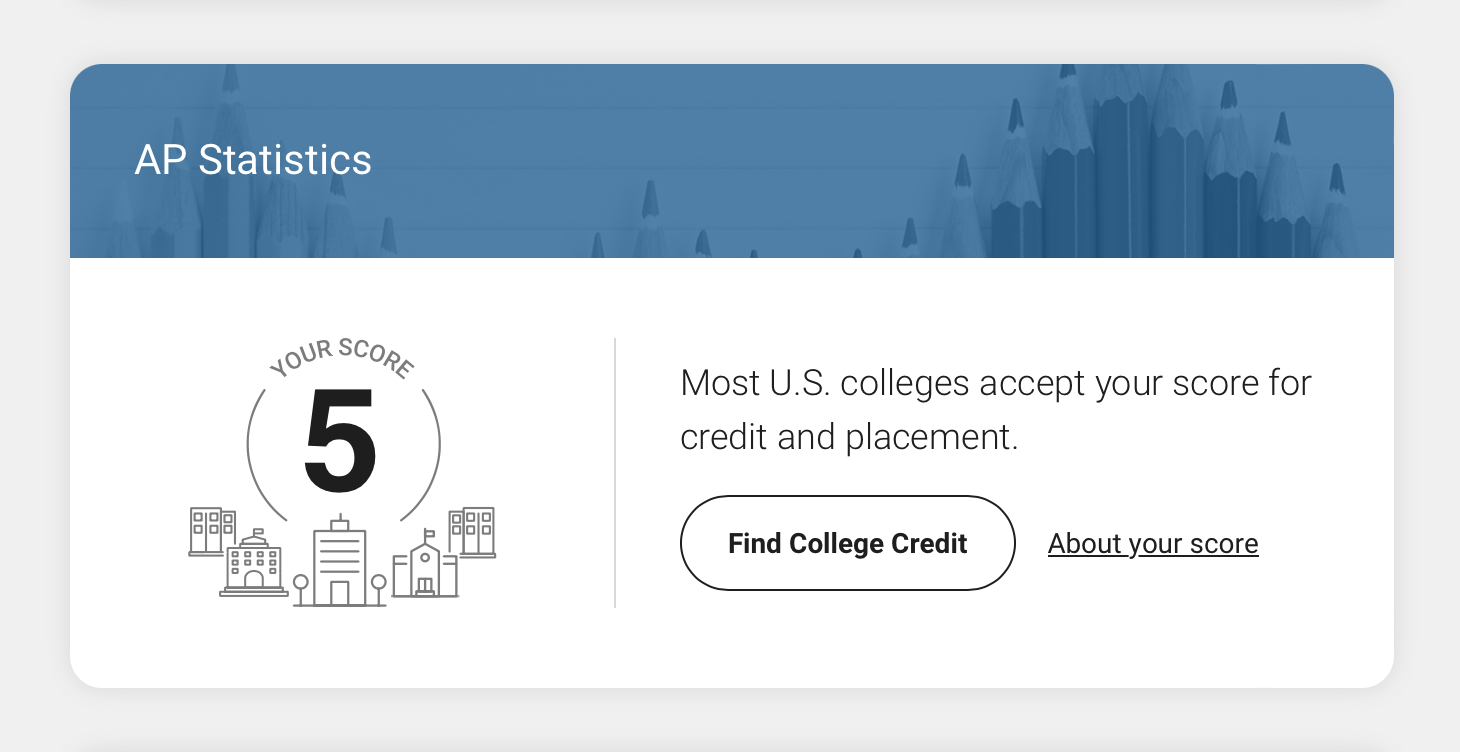 AP Statistics
YOUR SCORE
5
Most U.S. colleges accept your score for
credit and placement.
Find College Credit
About your score